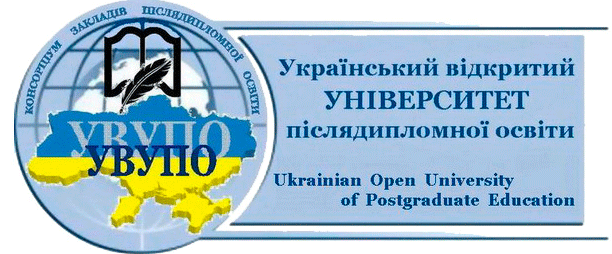 КОНСОРЦІУМ ЗАКЛАДІВ ПІСЛЯДИПЛОМНОЇ ОСВІТИ
УВУПО
УВУПО
Український відкритий
УНІВЕРСИТЕТ
післядипломної освіти
Ukrainian Open University
of Postgraduate Education